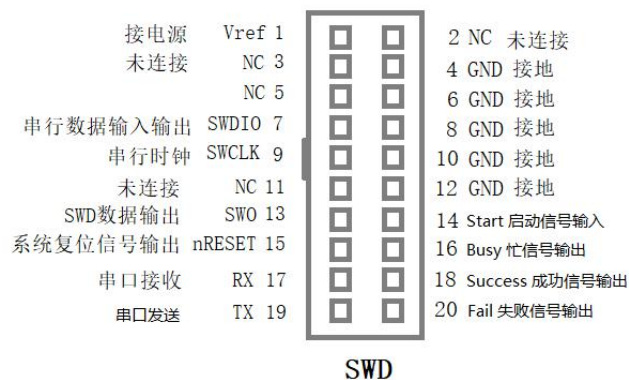 接电源 Vref 1
2 NC 未连接
未连接 NC 3
4 GND 接地
NC 5
6 GND 接地
串行数据输入输出 SWDIO 7
8 GND 接地
串行时钟 SWCLK 9
10 GND 接地
未连接 NC 11
12 GND 接地
SWD数据输出 SWO 13
14 Start 启动信号输入
系统复位信号输出 nRESET 15
16 Busy 忙信号输出
串口接收 RX 17
18 Success 成功信号输出
串口发送 TX 19
20 Fail 失败信号输出
SWD